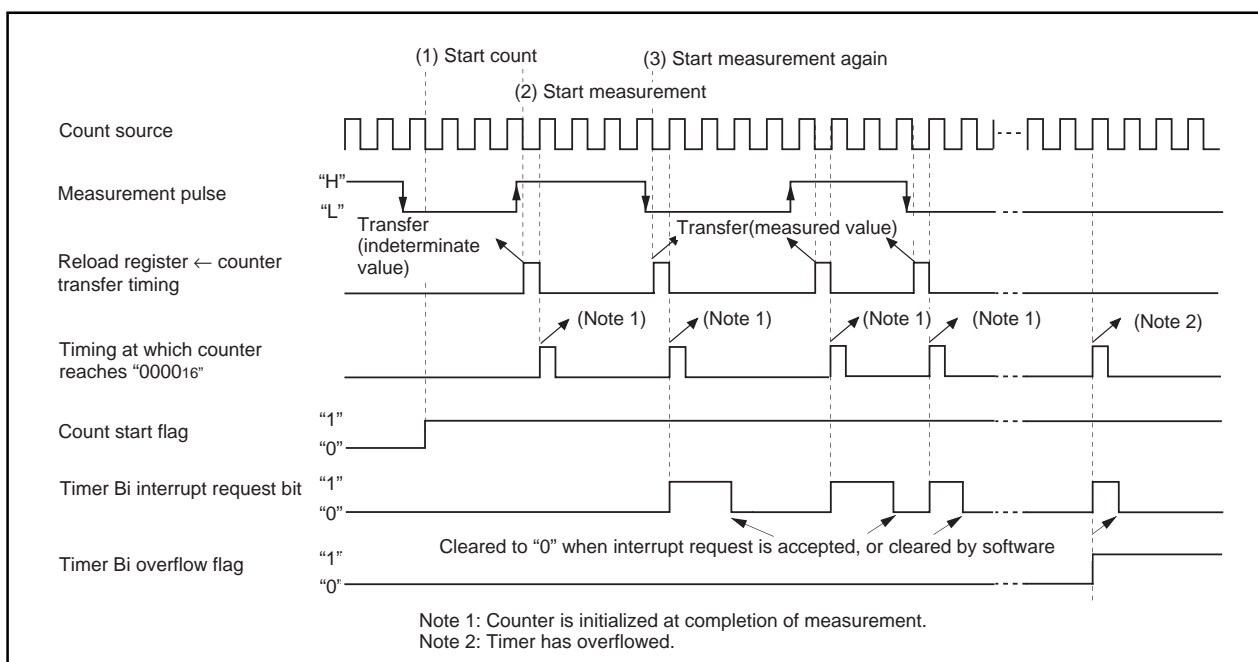 (1) Start count
(3) Start measurement again
(2) Start measurement
Count source
Measurement pulse
“H”
“L”
Transfer
(indeterminate
value)
Transfer(measured value)
Reload register ← counter
transfer timing
(Note 1)
(Note 1)
(Note 1)
(Note 1)
(Note 2)
Timing at which counter
reaches “000016”
Count start flag
“1”
“0”
Timer Bi interrupt request bit
“1”
“0”
Cleared to “0” when interrupt request is accepted, or cleared by software
Timer Bi overflow flag
“1”
“0”
Note 1: Counter is initialized at completion of measurement.
Note 2: Timer has overflowed.